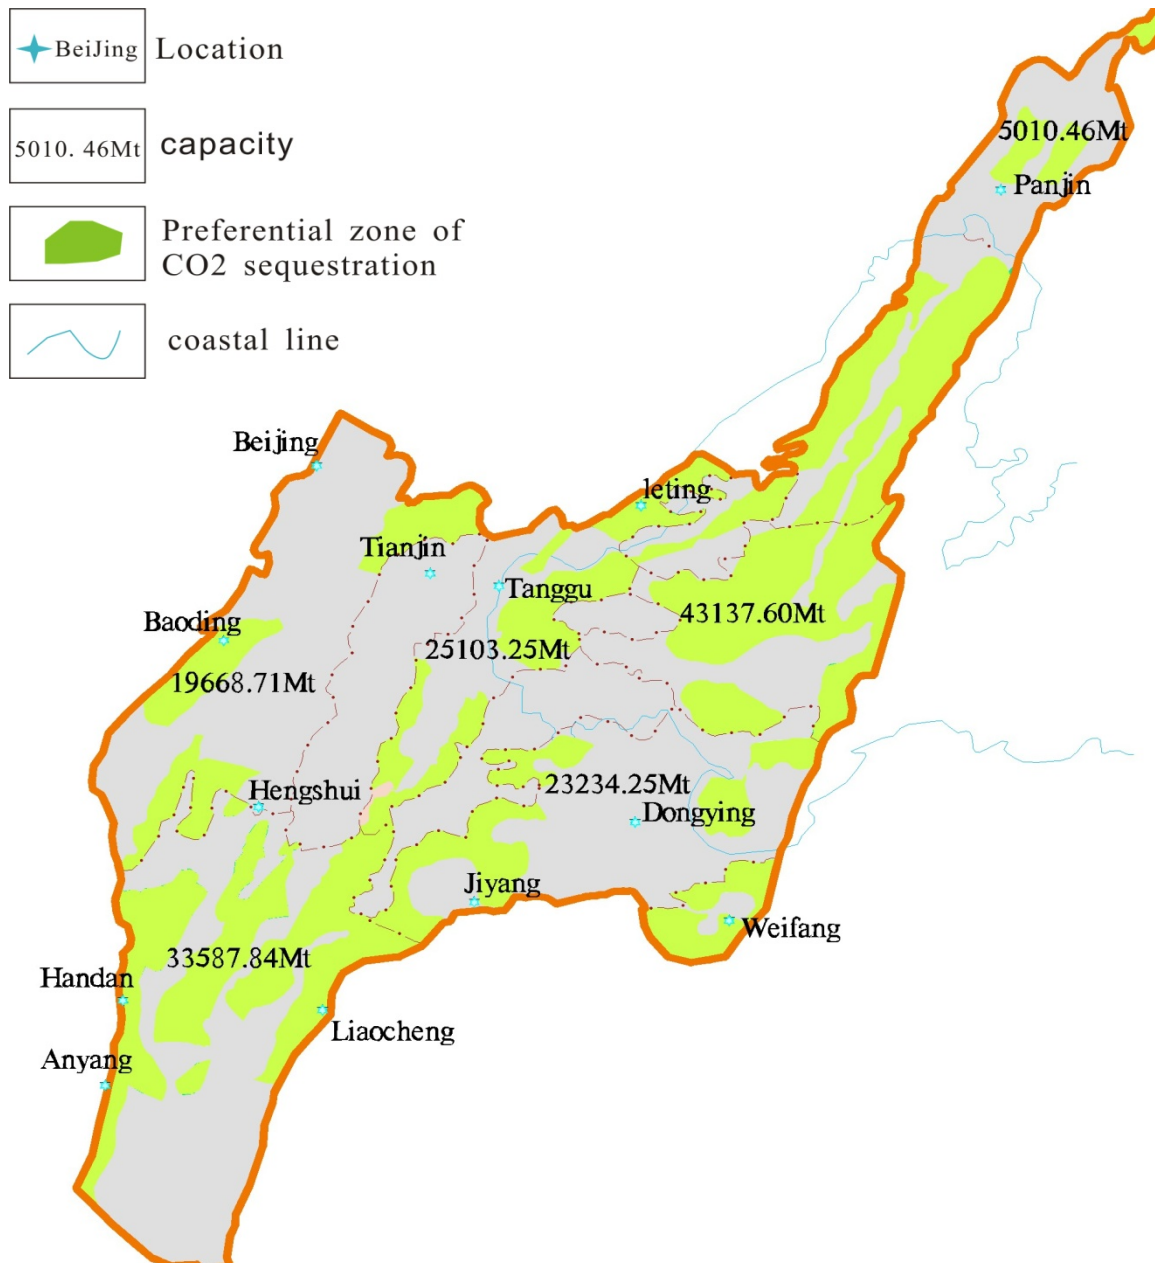 BeiJing Location
5010. 46Mt capacity
Preferential zone of
CO2 sequestration
coastal line
5010.46Mt
Panjin
Beijing
leting
Tianjin
Tanggu
Baoding
43137.60Mt
25103.25Mt
19668.71Mt
23234.25Mt
Hengshui
Dongying
Jiyang
Weifang
33587.84Mt
Handan
Liaocheng
Anyang